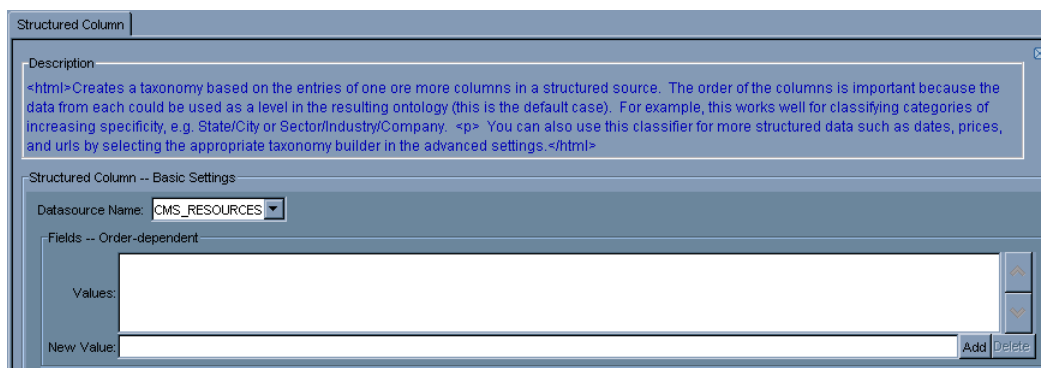 Structured Column
Description
<html>Creates a taxonomy based on the entries of one ore more columns in a structured source.  The order of the columns is important because the
data from each could be used as a level in the resulting ontology (this is the default case).  For example, this works well for classifying categories of
increasing specificity, e.g. State/City or Sector/Industry/Company.  <p>  You can also use this classifier for more structured data such as dates, prices,
and urls by selecting the appropriate taxonomy builder in the advanced settings.</html>
Structured Column -- Basic Settings
Datasource Name: CMS_RESOURCES
Fields -- Order-dependent
Values:
New Value: Add Delete